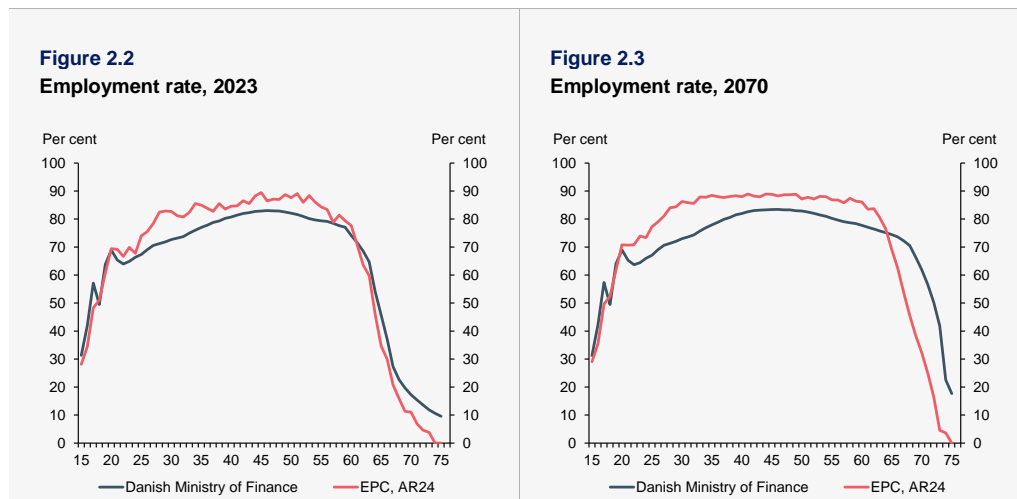 Figure 2.2
Employment rate, 2023
Per cent Per cent
100 100
90 90
80 80
70 70
60 60
50 50
40 40
30 30
20 20
10 10
0 0
15 20 25 30 35 40 45 50 55 60 65 70 75
Danish Ministry of Finance EPC, AR24
Figure 2.3
Employment rate, 2070
Per cent Per cent
100 100
90 90
80 80
70 70
60 60
50 50
40 40
30 30
20 20
10 10
0 0
15 20 25 30 35 40 45 50 55 60 65 70 75
Danish Ministry of Finance EPC, AR24